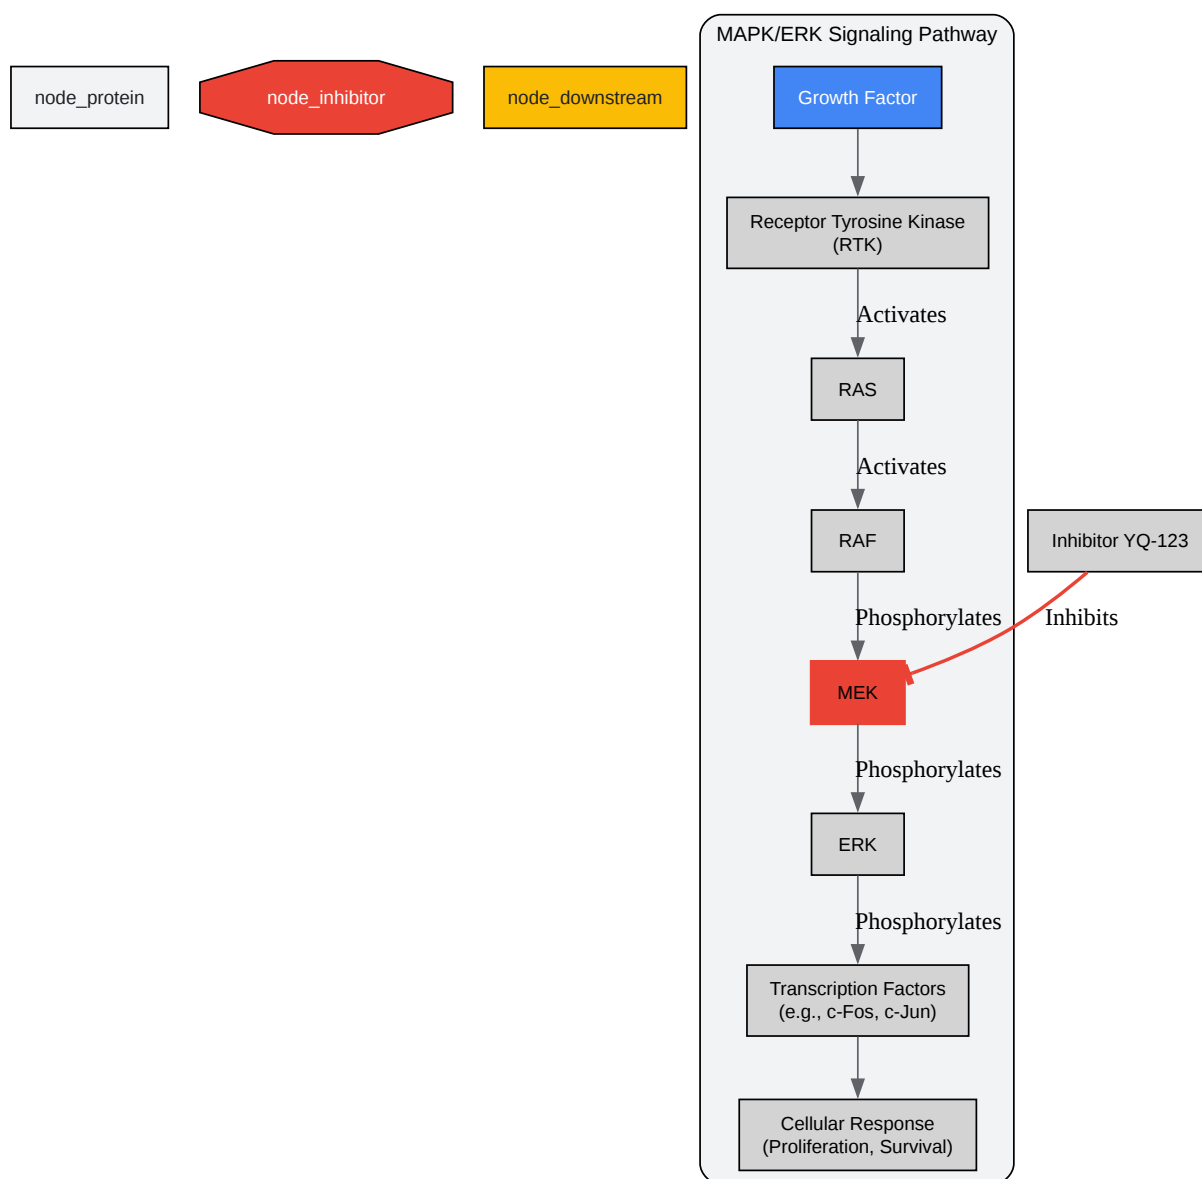 MAPK/ERK Signaling Pathway
node_protein
node_inhibitor
node_downstream
Growth Factor
Receptor Tyrosine Kinase
(RTK)
Activates
RAS
Activates
RAF
Inhibitor YQ-123
Phosphorylates
Inhibits
MEK
Phosphorylates
ERK
Phosphorylates
Transcription Factors
(e.g., c-Fos, c-Jun)
Cellular Response
(Proliferation, Survival)